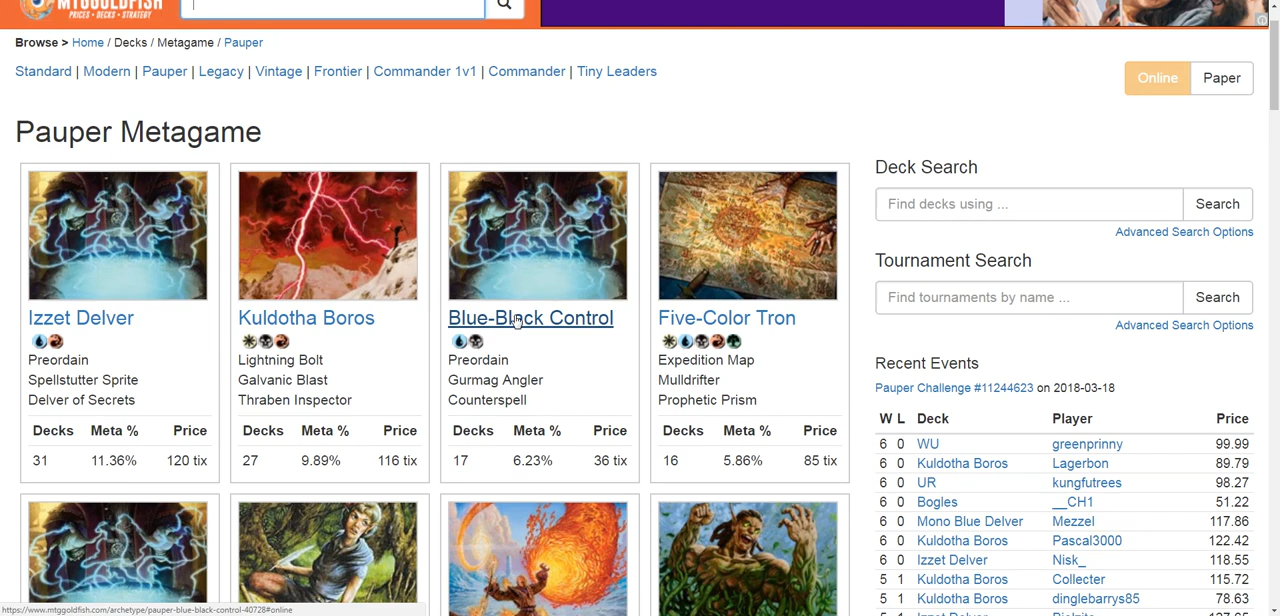 MTGGOLDFISH
PRICES • DECKS • STRATEGY
Browse > Home / Decks / Metagame / Pauper
Standard | Modern | Pauper | Legacy | Vintage | Frontier | Commander 1v1 | Commander | Tiny Leaders
Online Paper
Pauper Metagame
Izzet Delver
Preordain
Spellstutter Sprite
Delver of Secrets
Decks Meta % Price
31 11.36% 120 tix
Kuldotha Boros
Lightning Bolt
Galvanic Blast
Thraben Inspector
Decks Meta % Price
27 9.89% 116 tix
Blue-Black Control
Preordain
Gurmag Angler
Counterspell
Decks Meta % Price
17 6.23% 36 tix
Five-Color Tron
Expedition Map
Mulldrifter
Prophetic Prism
Decks Meta % Price
16 5.86% 85 tix
Deck Search
Find decks using ... Search
Advanced Search Options
Tournament Search
Find tournaments by name ... Search
Advanced Search Options
Recent Events
Pauper Challenge #11244623 on 2018-03-18
W L Deck Player Price
6 0 WU greenprinny 99.99
6 0 Kuldotha Boros Lagerbon 89.79
6 0 UR kungfutrees 98.27
6 0 Bogles __CH1 51.22
6 0 Mono Blue Delver Mezzel 117.86
6 0 Kuldotha Boros Pascal3000 122.42
6 0 Izzet Delver Nisk_ 118.55
5 1 Kuldotha Boros Collecter 115.72
5 1 Kuldotha Boros dinglebarrys85 78.63
5 1 Izzet Delver
https://www.mtggoldfish.com/archetype/pauper-blue-black-control-40728#online